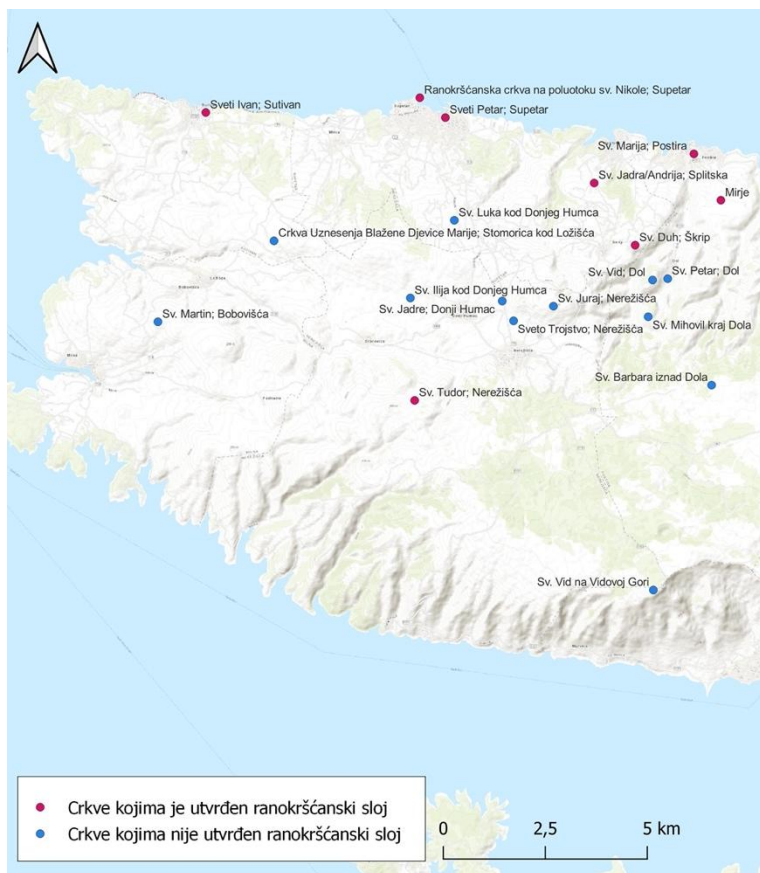 Ranokršćanska crkva na poluotoku sv. Nikole; Supetar
Sveti Ivan; Sutivan
Sveti Petar; Supetar
Sv. Marija; Postira
Sv. Jadra/Andrija; Splitska
Mirje
Sv. Luka kod Donjeg Humca
Crkva Uznesenja Blažene Djevice Marije; Stomorica kod Ložišća
Sv. Duh; Škrip
Sv. Vid; Dol
Sv. Petar; Dol
Sv. Ilija kod Donjeg Humca
Sv. Jadre; Donji Humac
Sv. Juraj; Nerežišća
Sv. Martin; Bobovišća
Sveto Trojstvo; Nerežišća
Sv. Mihovil kraj Dola
Sv. Barbara iznad Dola
Sv. Tudor; Nerežišća
Sv. Vid na Vidovoj Gori
Crkve kojima je utvrđen ranokršćanski sloj
Crkve kojima nije utvrđen ranokršćanski sloj
0 2,5 5 km